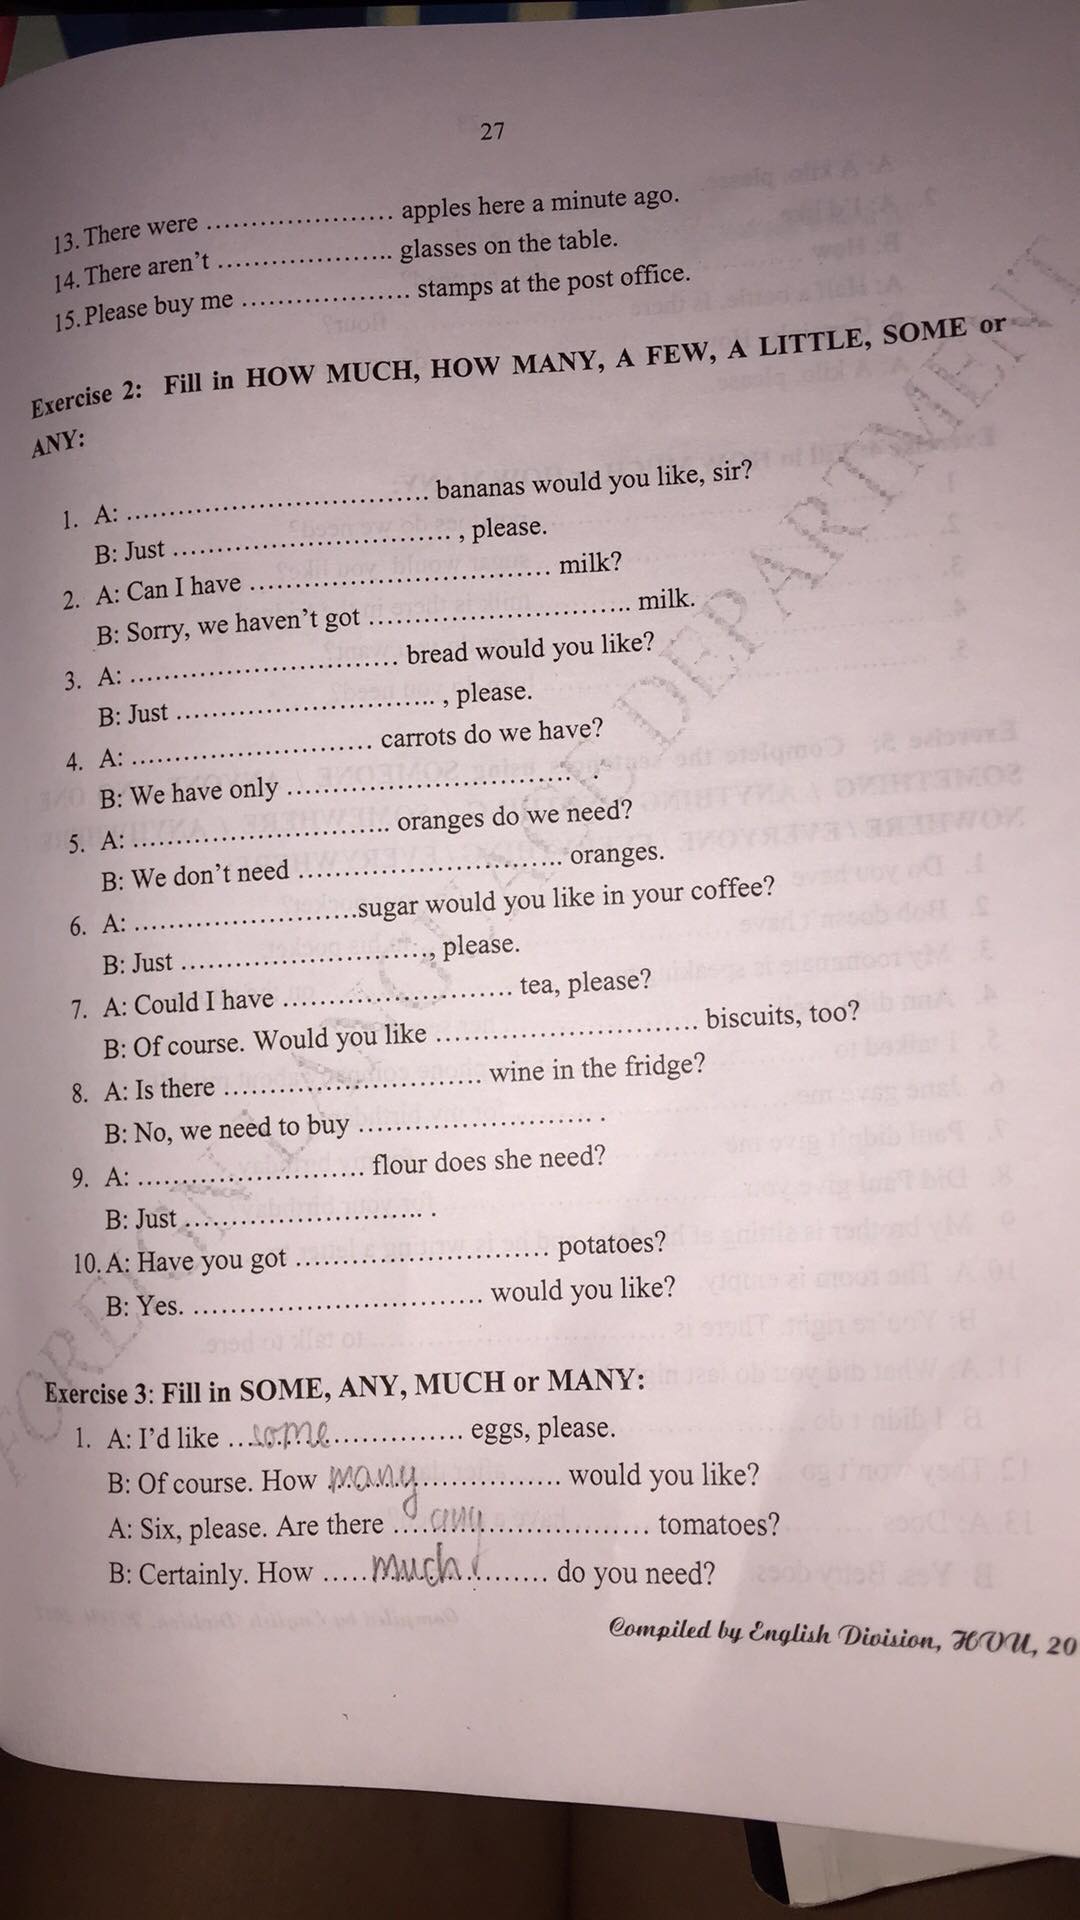 27
13. There were .................... apples here a minute ago.
14. There aren't .................... glasses on the table.
15. Please buy me .................... stamps at the post office.
Exercise 2: Fill in HOW MUCH, HOW MANY, A FEW, A LITTLE, SOME or
ANY:
1. A: .................... bananas would you like, sir?
B: Just .................... , please.
2. A: Can I have .................... milk?
B: Sorry, we haven't got .................... milk.
3. A: .................... bread would you like?
B: Just .................... , please.
4. A: .................... carrots do we have?
B: We have only .................... .
5. A: .................... oranges do we need?
B: We don't need .................... oranges.
6. A: ....................sugar would you like in your coffee?
B: Just ...................., please.
7. A: Could I have .................... tea, please?
B: Of course. Would you like .................... biscuits, too?
8. A: Is there .................... wine in the fridge?
B: No, we need to buy .................... .
9. A: .................... flour does she need?
B: Just .................... .
10. A: Have you got .................... potatoes?
B: Yes. .................... would you like?
Exercise 3: Fill in SOME, ANY, MUCH or MANY:
1. A: I'd like ....some.............. eggs, please.
B: Of course. How many.............. would you like?
A: Six, please. Are there ....any.................. tomatoes?
B: Certainly. How .....much.......... do you need?
Compiled by English Division, HVU, 20